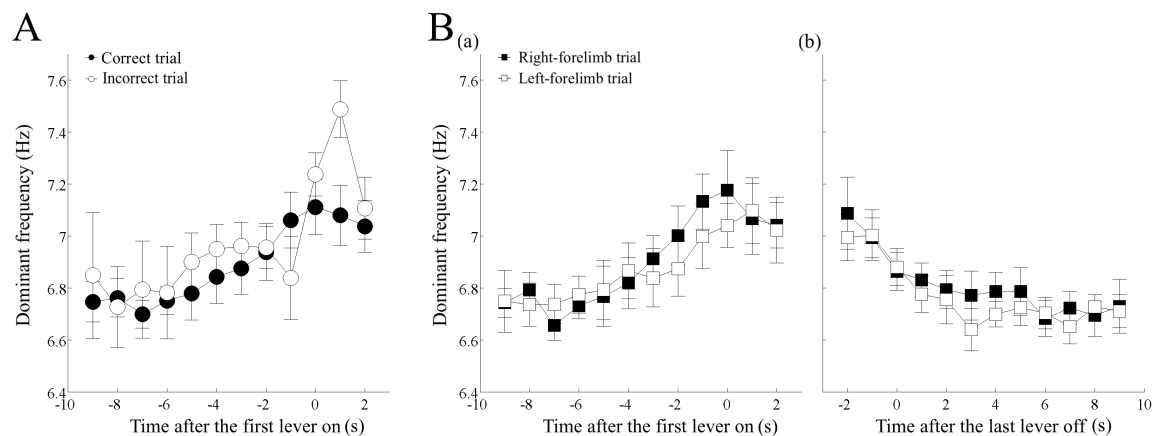 A
Correct trial
Incorrect trial
Dominant frequency (Hz)
7.6
7.4
7.2
7
6.8
6.6
6.4
-10
-8
-6
-4
-2
0
2
Time after the first lever on (s)
B
(a)
Right-forelimb trial
Left-forelimb trial
Dominant frequency (Hz)
7.6
7.4
7.2
7
6.8
6.6
6.4
-10
-8
-6
-4
-2
0
2
Time after the first lever on (s)
(b)
-2
0
2
4
6
8
10
Time after the last lever off (s)